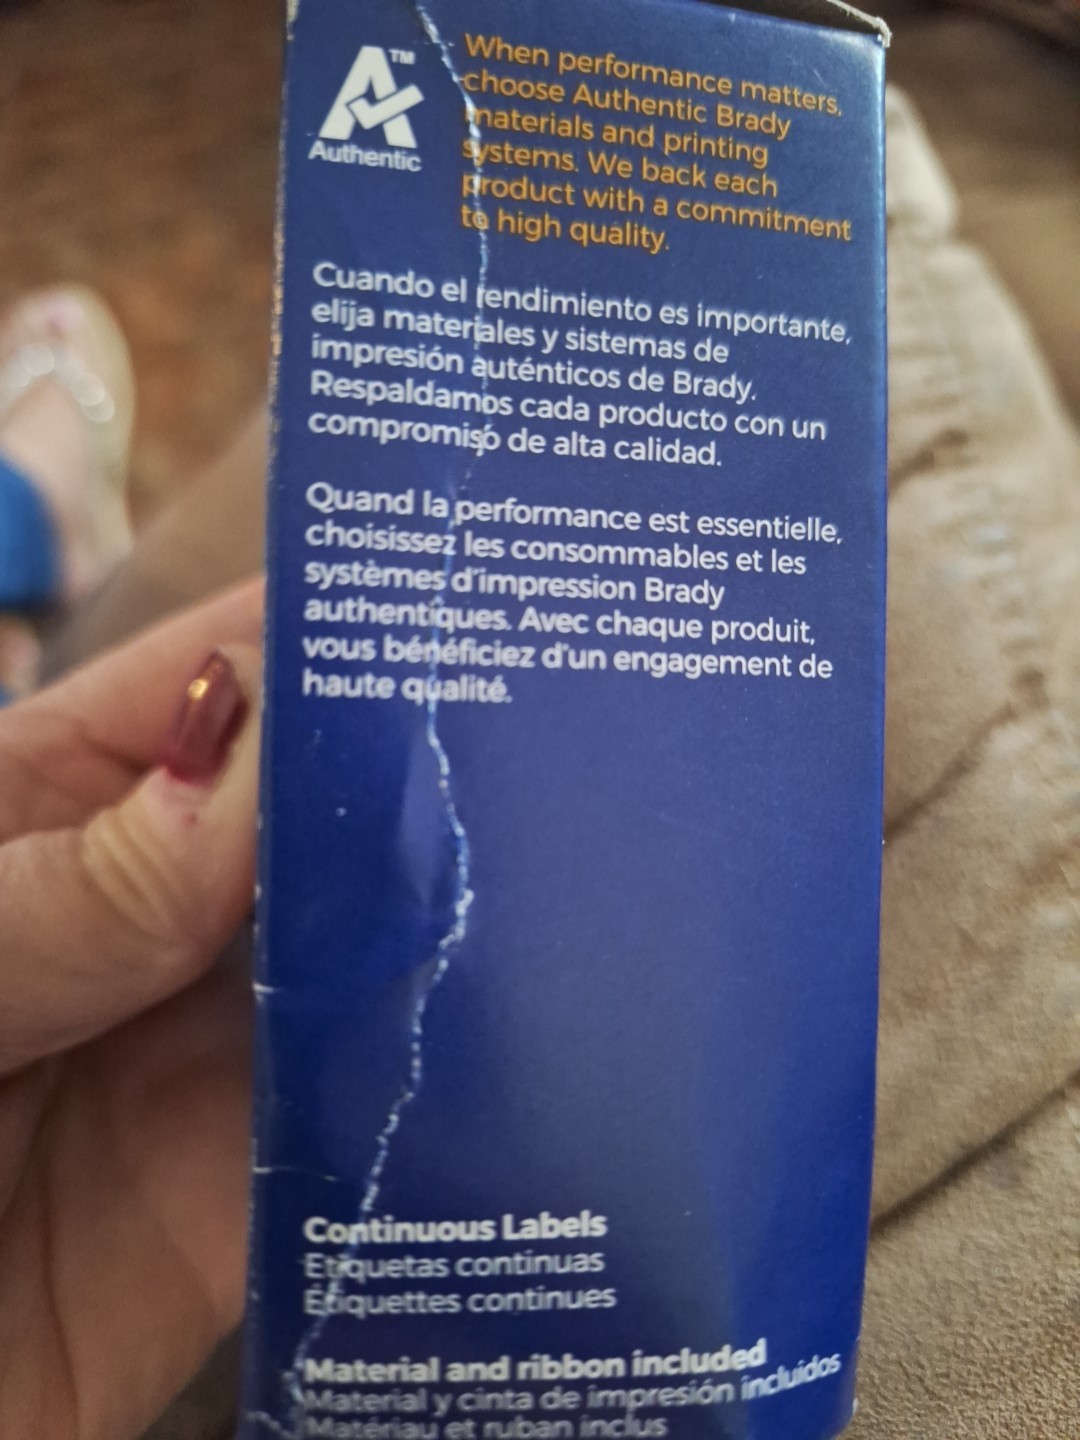 TM
Authentic
When performance matters,
choose Authentic Brady
materials and printing
systems. We back each
product with a commitment
to high quality.
Cuando el rendimiento es importante,
elija materiales y sistemas de
impresión auténticos de Brady.
Respaldamos cada producto con un
compromiso de alta calidad.
Quand la performance est essentielle,
choisissez les consommables et les
systèmes d'impression Brady
authentiques. Avec chaque produit,
vous bénéficiez d'un engagement de
haute qualité.
Continuous Labels
Etiquetas continuas
Étiquettes continues
Material and ribbon included
Material y cinta de impresión incluidos
Matériau et ruban inclus